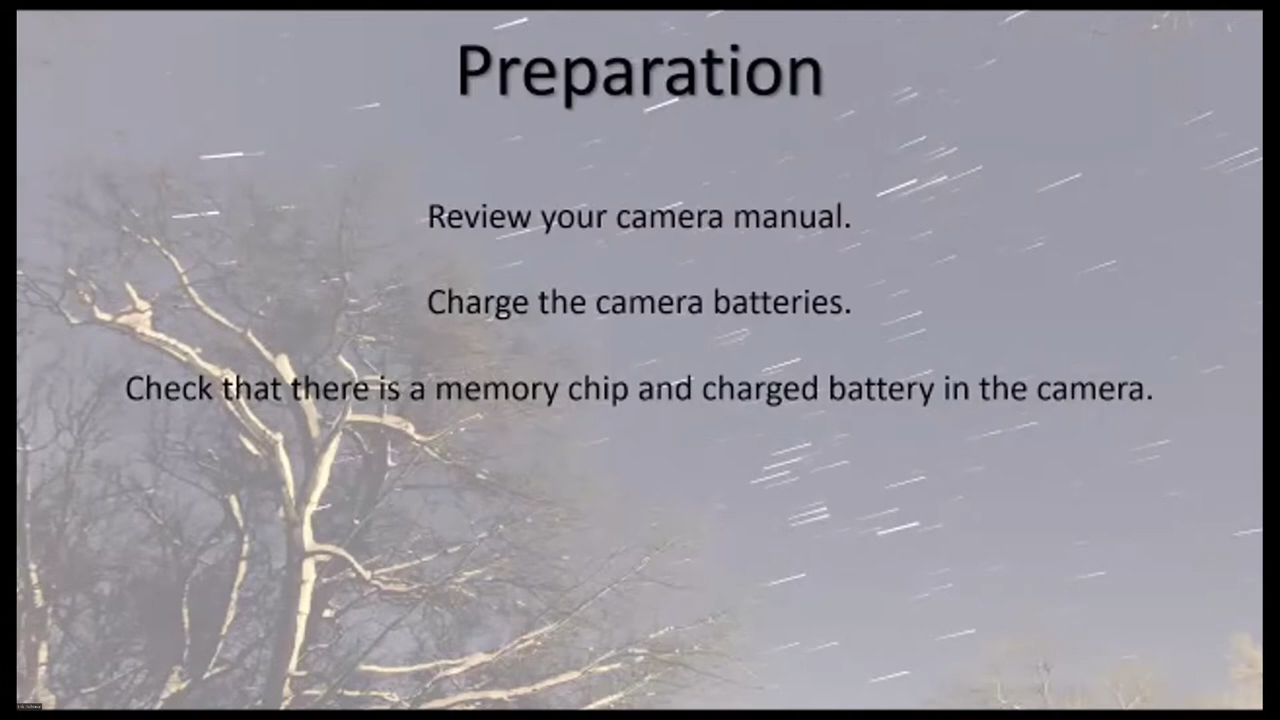 Preparation
Review your camera manual.
Charge the camera batteries.
Check that there is a memory chip and charged battery in the camera.